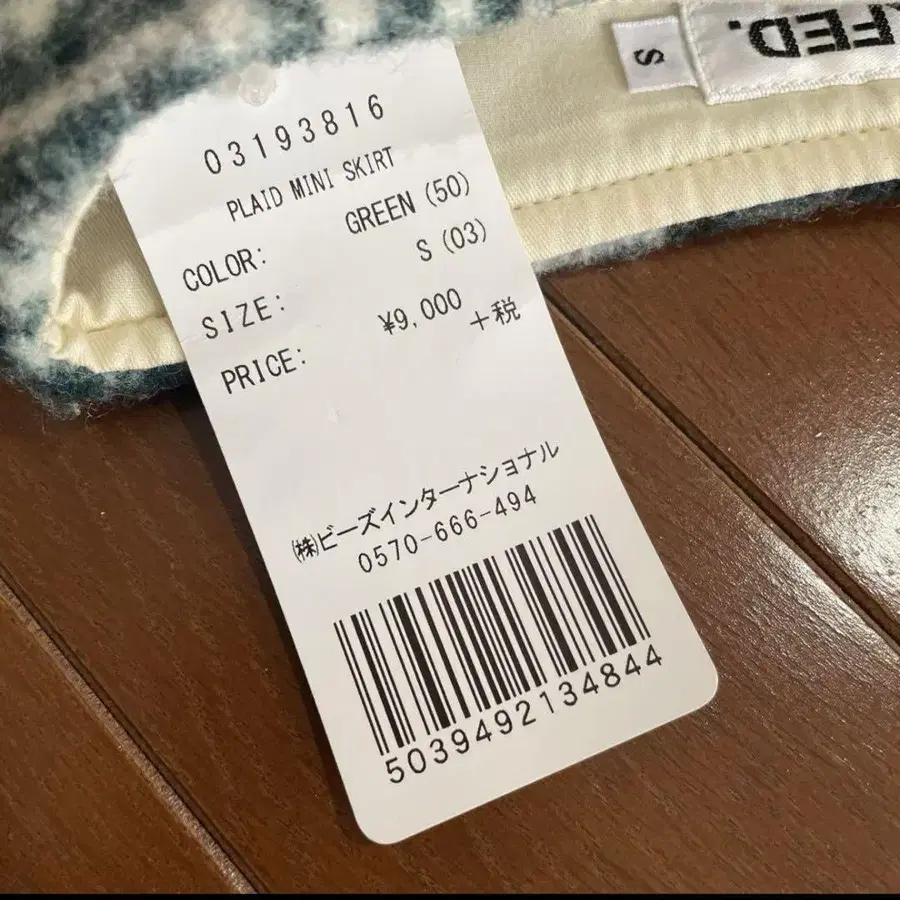 S
FED.
03193816
PLAID MINI SKIRT
COLOR: GREEN (50)
SIZE: S (03)
PRICE: ¥9,000
+税
㈱ビーズインターナショナル
0570-666-494
5039492134844